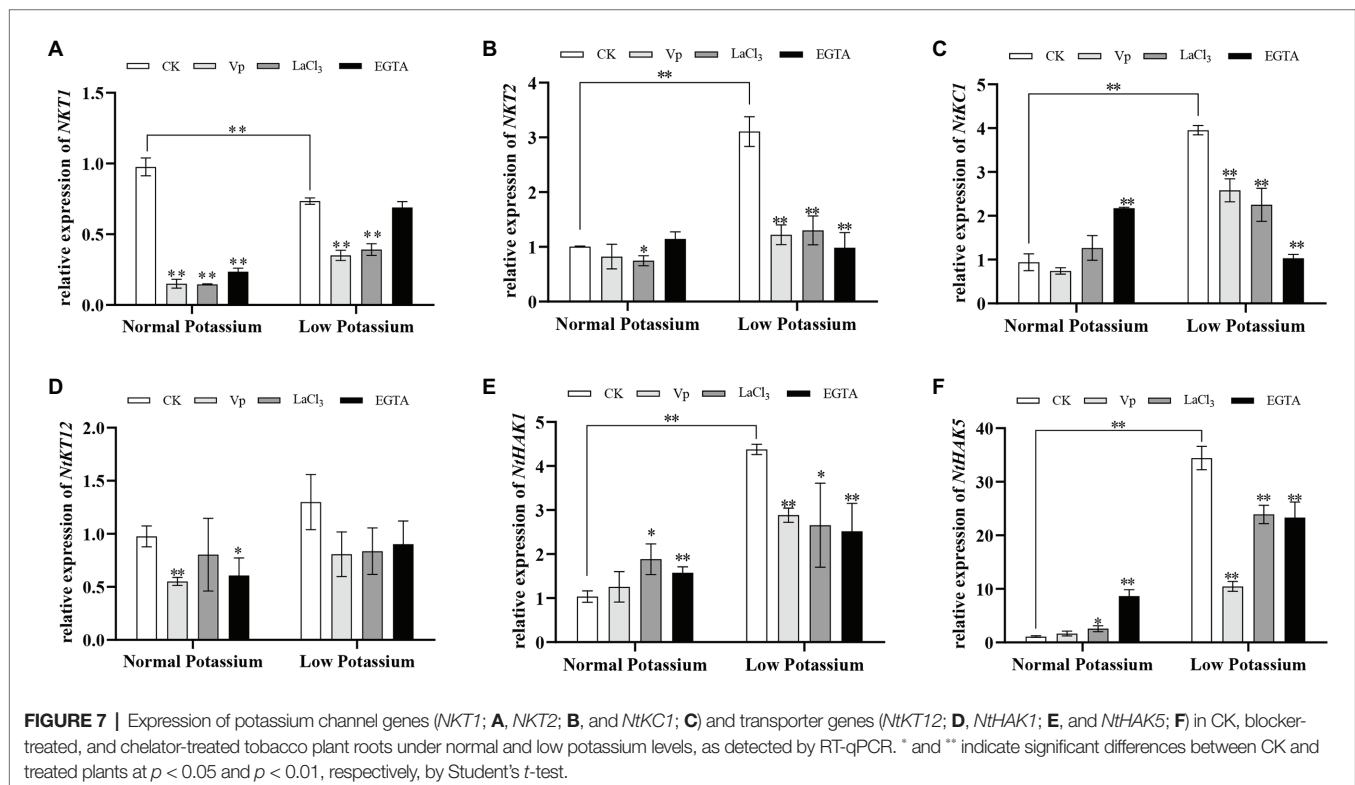 A
CK Vp LaCl₃ EGTA
relative expression of NKT1
1.5
1.0
0.5
0.0
**
** ** **
** **
Normal Potassium Low Potassium
B
CK Vp LaCl₃ EGTA
relative expression of NKT2
4
3
2
1
0
**
*
** ** **
Normal Potassium Low Potassium
C
CK Vp LaCl₃ EGTA
relative expression of NtKC1
5
4
3
2
1
0
**
**
** ** **
Normal Potassium Low Potassium
D
CK Vp LaCl₃ EGTA
relative expression of NtKT12
2.0
1.5
1.0
0.5
0.0
** *
Normal Potassium Low Potassium
E
CK Vp LaCl₃ EGTA
relative expression of NtHAK1
5
4
3
2
1
0
**
* **
** * **
Normal Potassium Low Potassium
F
CK Vp LaCl₃ EGTA
relative expression of NtHAK5
40
30
20
10
0
**
* **
** ** **
Normal Potassium Low Potassium
FIGURE 7 | Expression of potassium channel genes (NKT1; A, NKT2; B, and NtKC1; C) and transporter genes (NtKT12; D, NtHAK1; E, and NtHAK5; F) in CK, blocker-
treated, and chelator-treated tobacco plant roots under normal and low potassium levels, as detected by RT-qPCR. * and ** indicate significant differences between CK and
treated plants at p < 0.05 and p < 0.01, respectively, by Student's t-test.